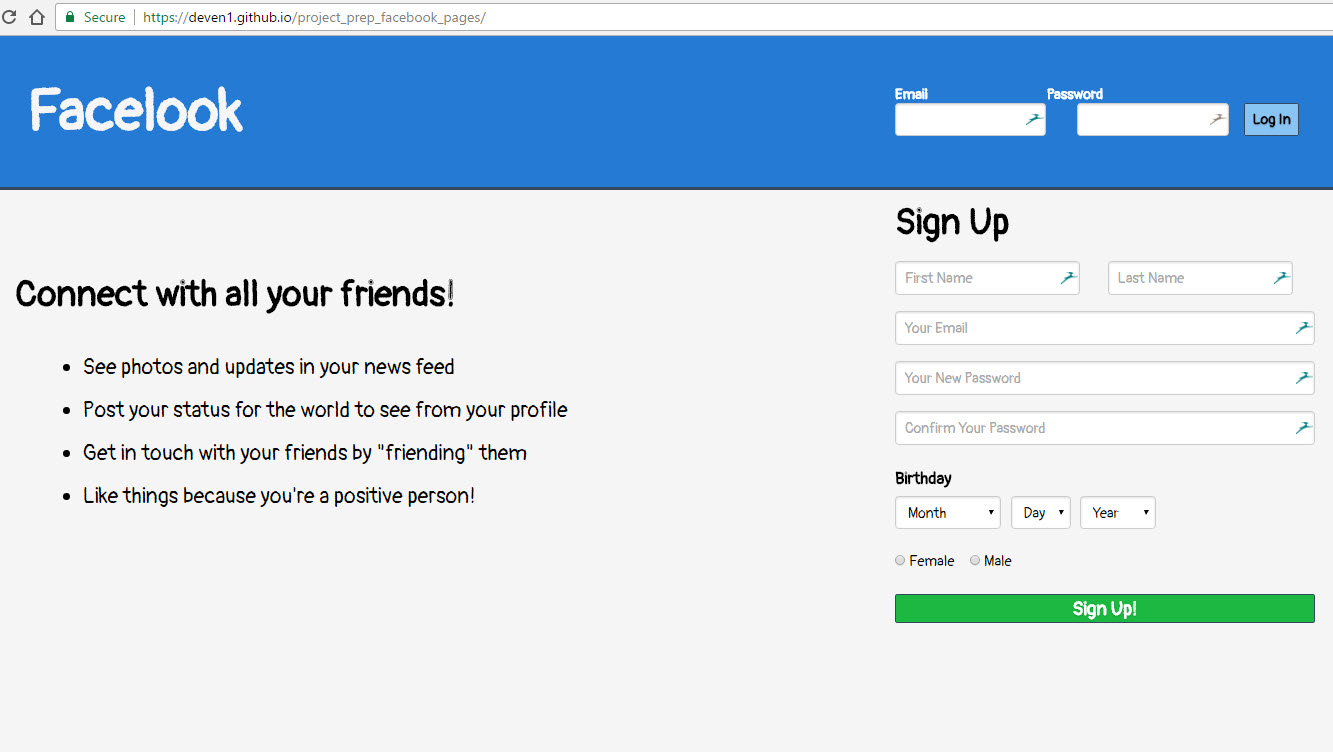 Secure https://deven1.github.io/project_prep_facebook_pages/
Facelook
Email Password
Log In
Connect with all your friends!
See photos and updates in your news feed
Post your status for the world to see from your profile
Get in touch with your friends by "friending" them
Like things because you're a positive person!
Sign Up
First Name Last Name
Your Email
Your New Password
Confirm Your Password
Birthday
Month Day Year
Female Male
Sign Up!